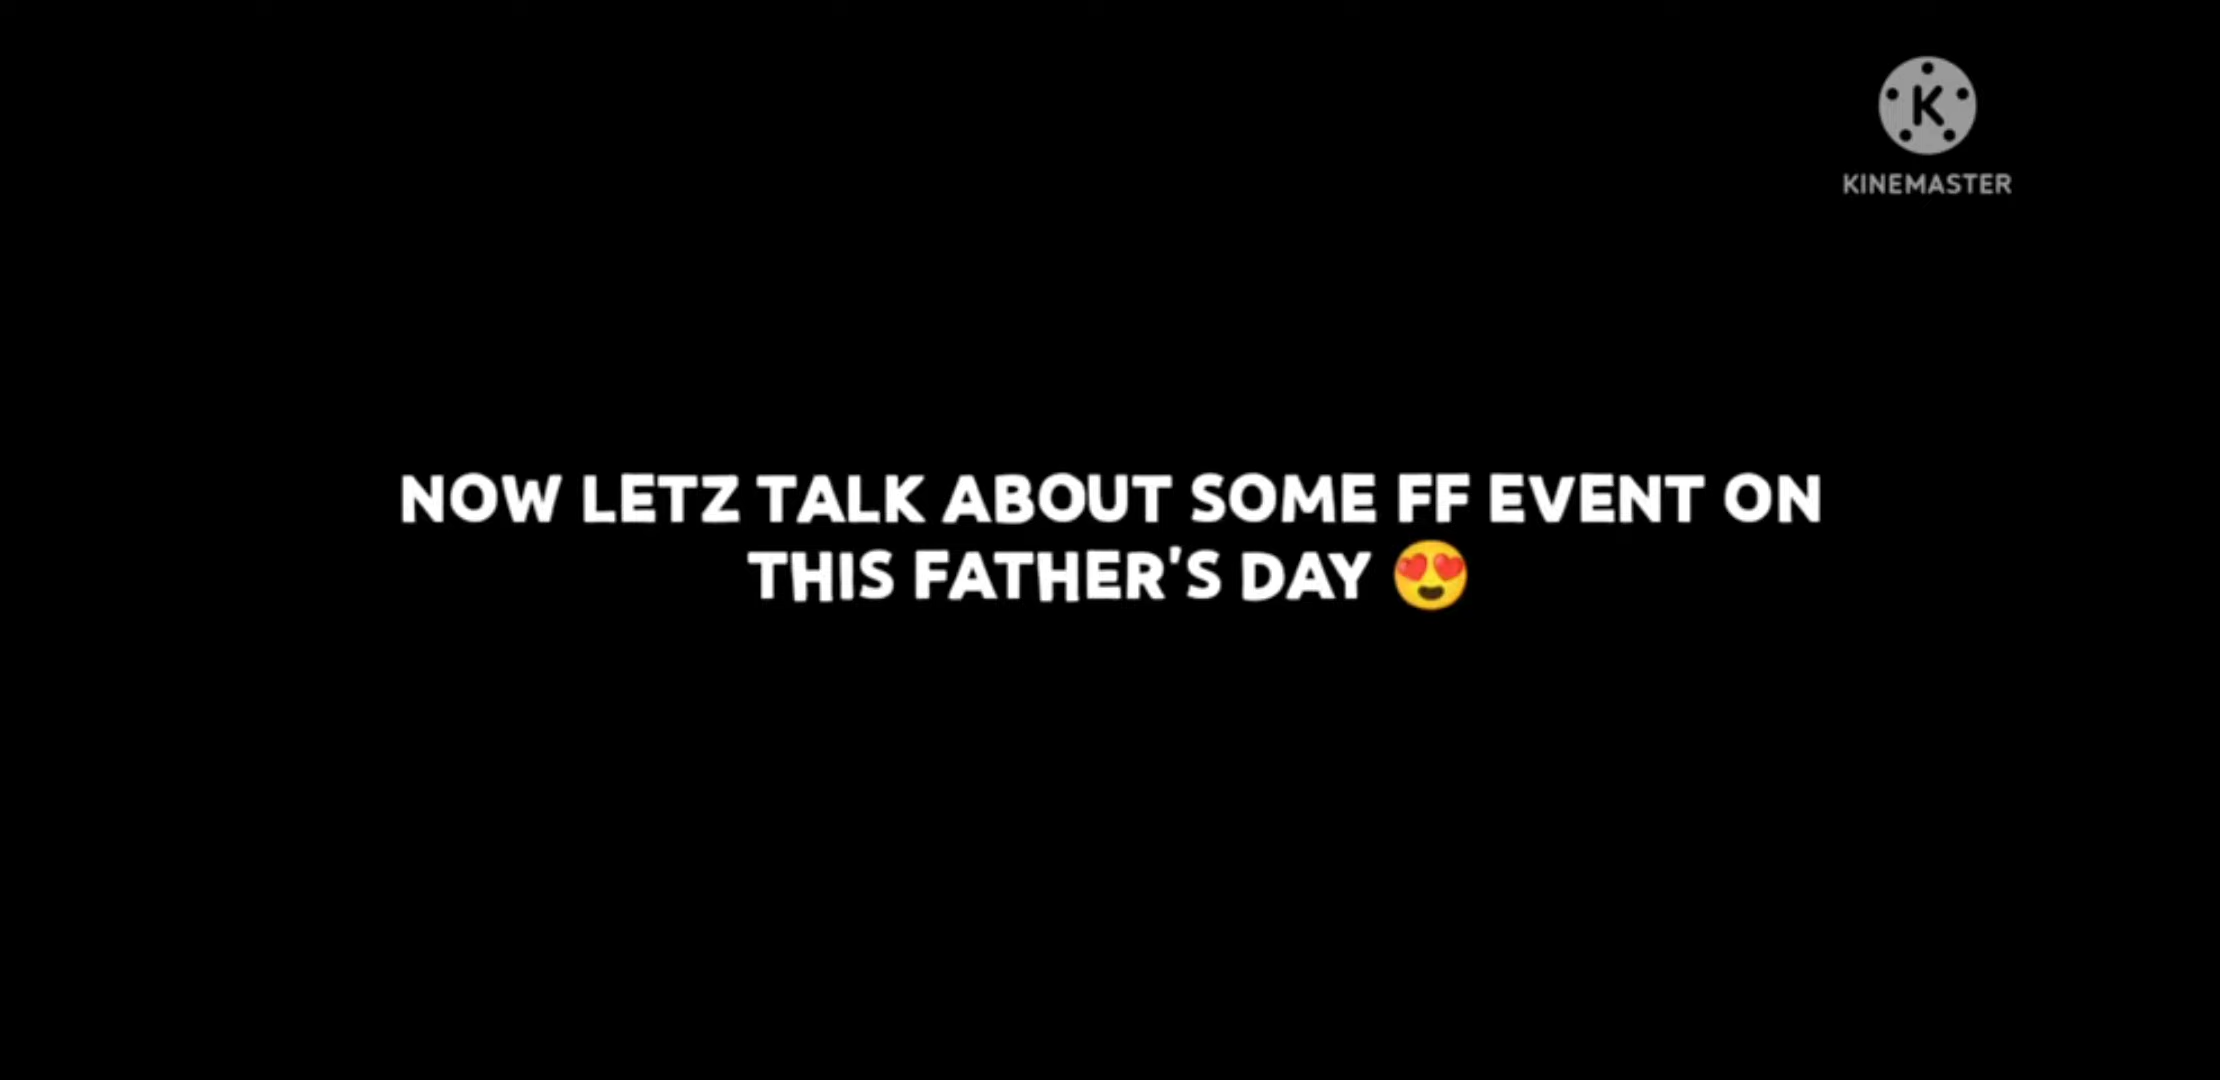 K
KINEMASTER
NOW LETZ TALK ABOUT SOME FF EVENT ON
THIS FATHER'S DAY 😍